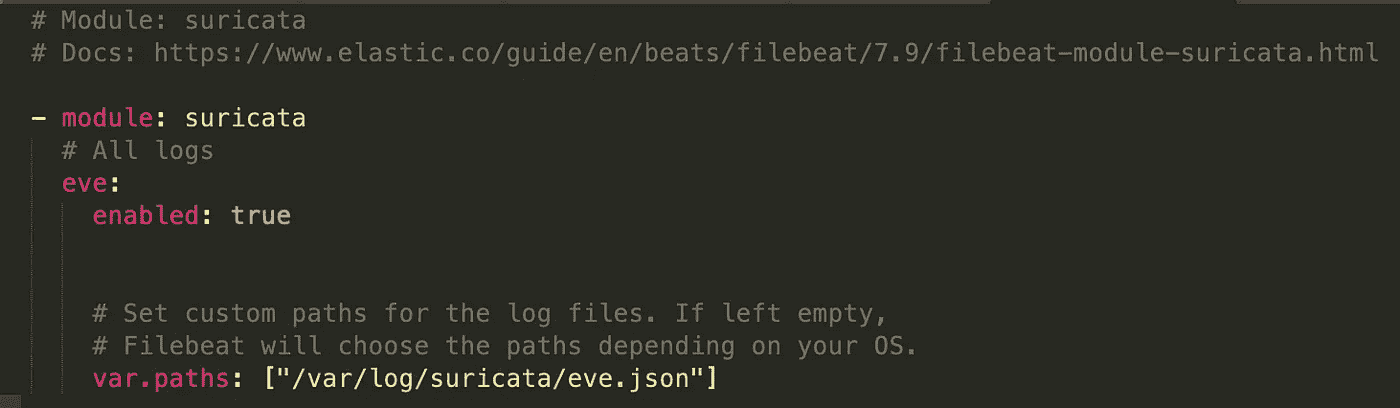 # Module: suricata
# Docs: https://www.elastic.co/guide/en/beats/filebeat/7.9/filebeat-module-suricata.html
- module: suricata
# All logs
eve:
enabled: true
# Set custom paths for the log files. If left empty,
# Filebeat will choose the paths depending on your OS.
var.paths: ["/var/log/suricata/eve.json"]